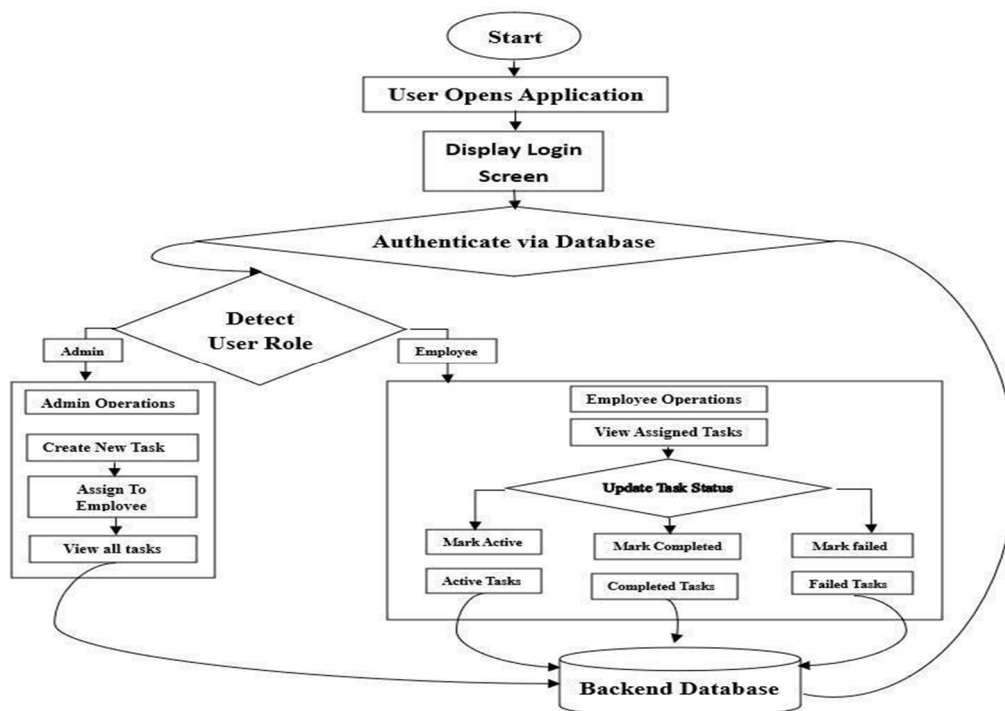 Start
User Opens Application
Display Login
Screen
Authenticate via Database
Detect
User Role
Admin
Employee
Admin Operations
Create New Task
Assign To
Employee
View all tasks
Employee Operations
View Assigned Tasks
Update Task Status
Mark Active
Mark Completed
Mark failed
Active Tasks
Completed Tasks
Failed Tasks
Backend Database